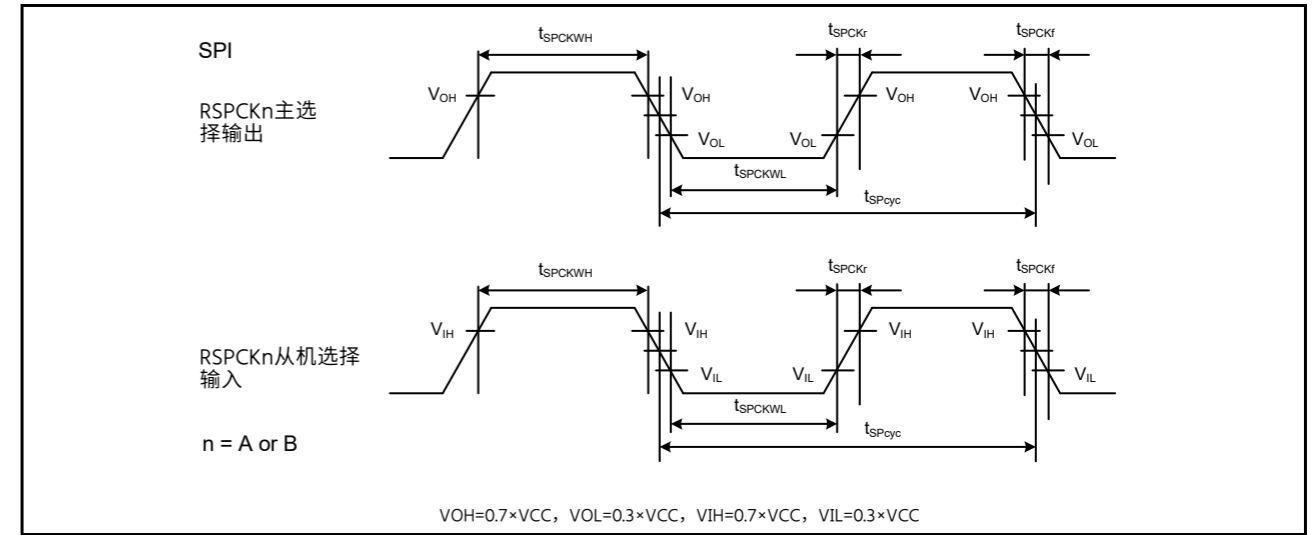 SPI
RSPCKn主选
择输出
tSPCKWH
tSPCKr
tSPCKf
VOH
VOH
VOH
VOH
VOL
VOL
VOL
tSPCKWL
tSPcyc
RSPCKn从机选择
输入
tSPCKWH
tSPCKr
tSPCKf
VIH
VIH
VIH
VIH
VIL
VIL
VIL
tSPCKWL
tSPcyc
n = A or B
VOH=0.7×VCC，VOL=0.3×VCC，VIH=0.7×VCC，VIL=0.3×VCC